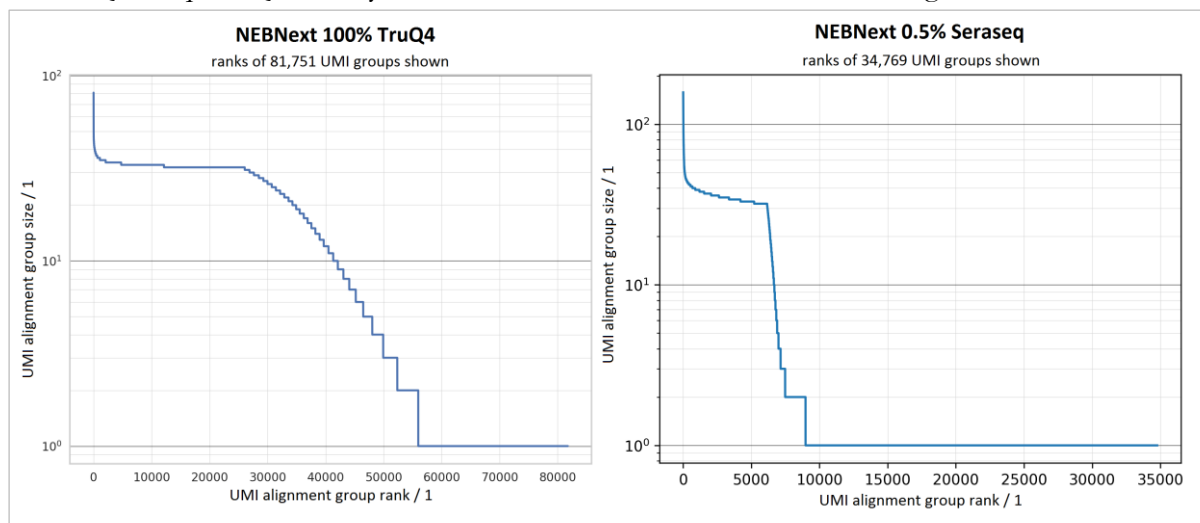 NEBNext 100% TruQ4
ranks of 81,751 UMI groups shown
10²
10¹
10⁰
UMI alignment group size / 1
0 10000 20000 30000 40000 50000 60000 70000 80000
UMI alignment group rank / 1
NEBNext 0.5% Seraseq
ranks of 34,769 UMI groups shown
10²
10¹
10⁰
UMI alignment group size / 1
0 5000 10000 15000 20000 25000 30000 35000
UMI alignment group rank / 1